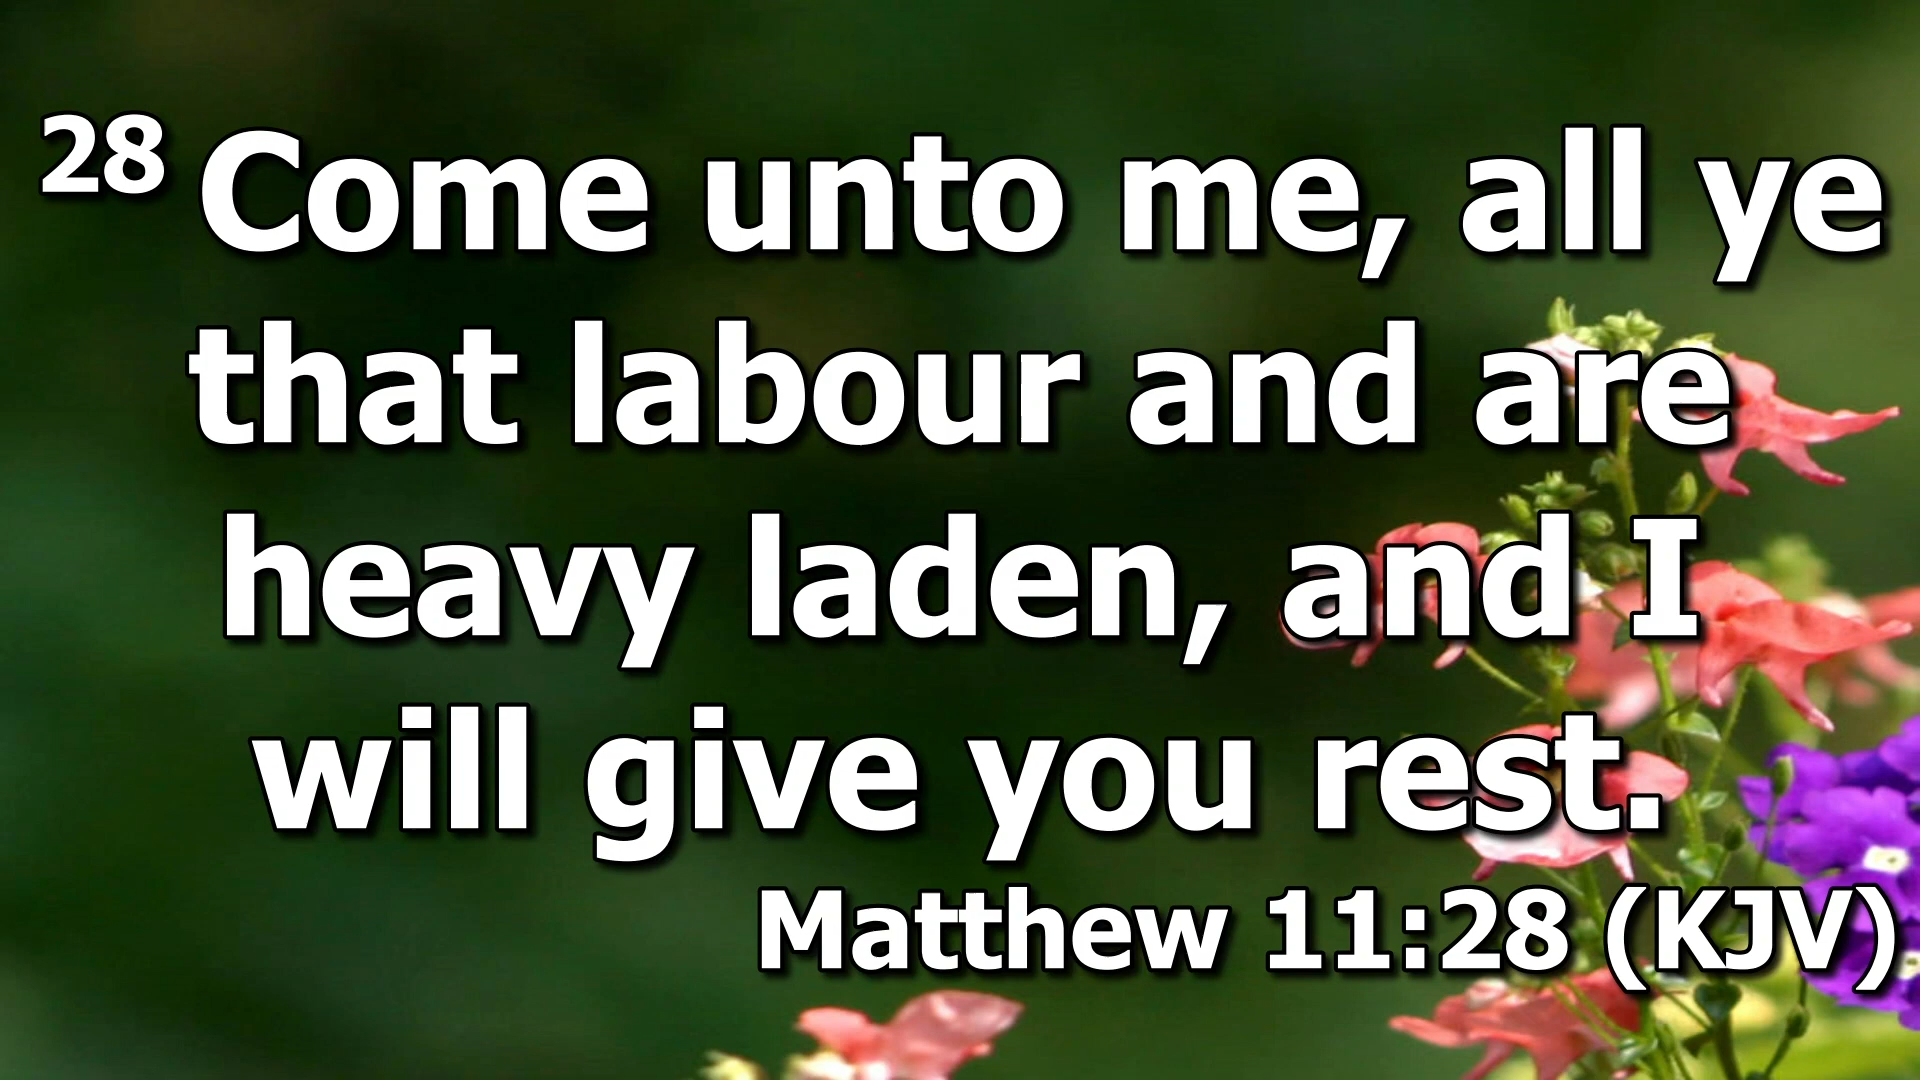 28 Come unto me, all ye
that labour and are
heavy laden, and I
will give you rest.
Matthew 11:28 (KJV)